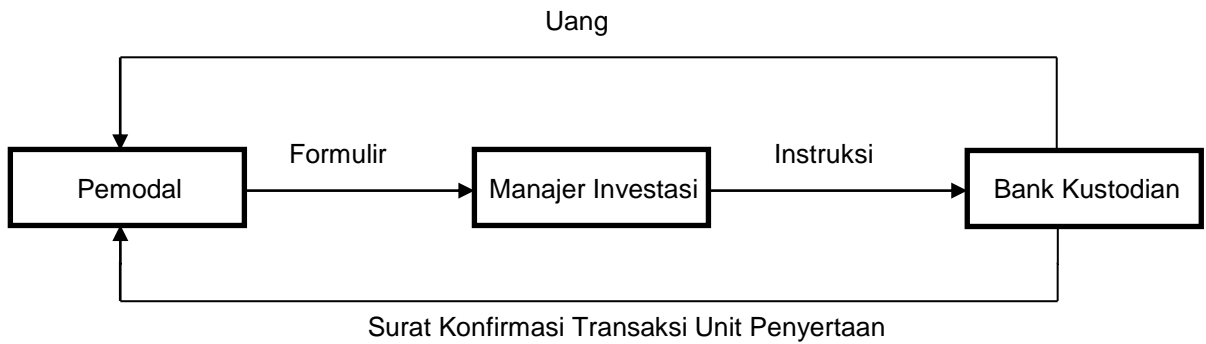 Uang
Formulir
Instruksi
Pemodal
Manajer Investasi
Bank Kustodian
Surat Konfirmasi Transaksi Unit Penyertaan